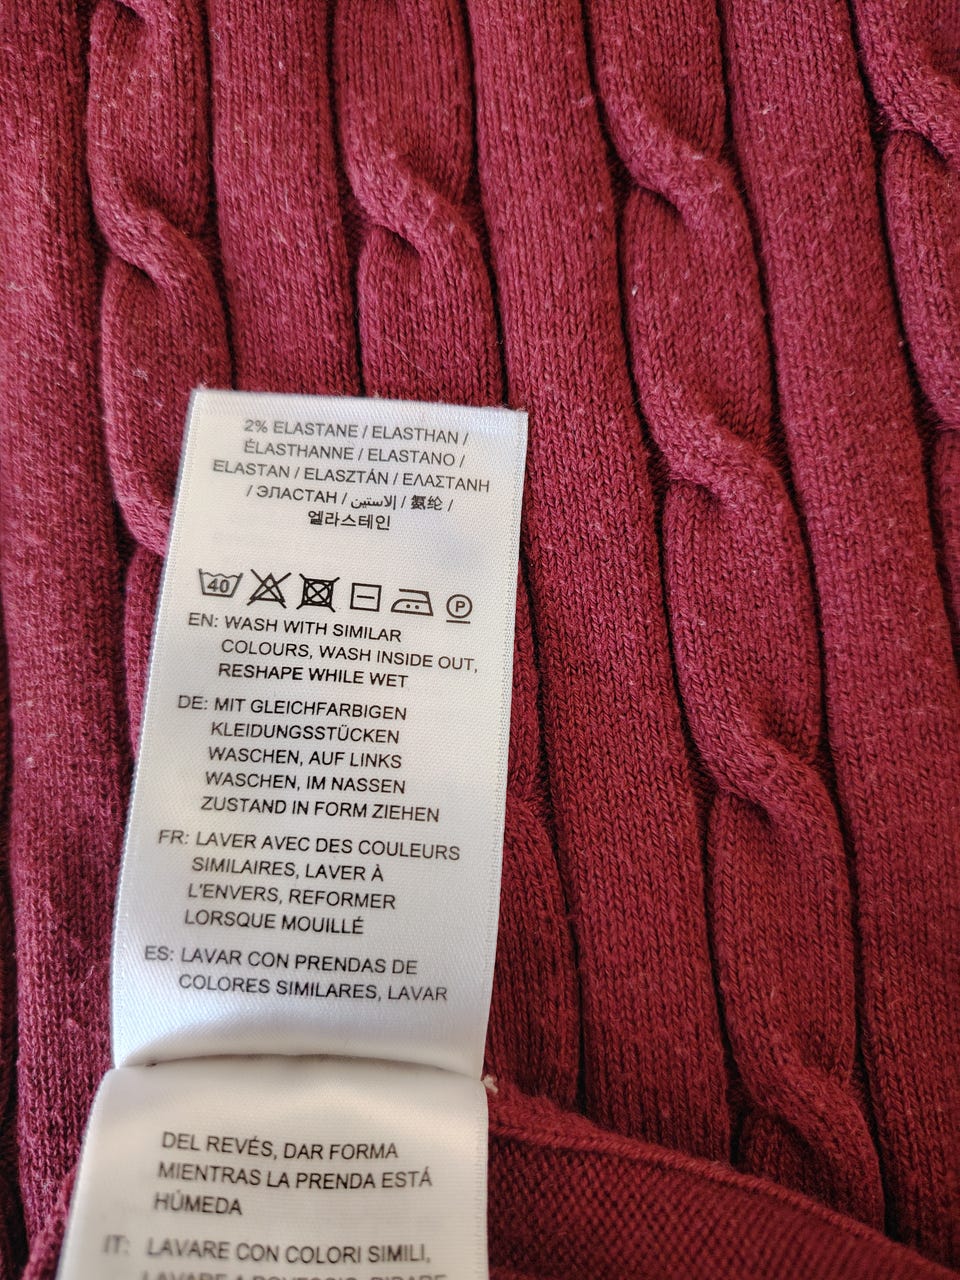 2% ELASTANE / ELASTHAN /
ÉLASTHANNE / ELASTANO /
ELASTAN / ELASZTÁN / ΕΛΑΣΤΑΝΗ
/ ЭЛАСТАН / إلاستين / 氨纶 /
엘라스테인
40 P
EN: WASH WITH SIMILAR
COLOURS, WASH INSIDE OUT,
RESHAPE WHILE WET
DE: MIT GLEICHFARBIGEN
KLEIDUNGSSTÜCKEN
WASCHEN, AUF LINKS
WASCHEN, IM NASSEN
ZUSTAND IN FORM ZIEHEN
FR: LAVER AVEC DES COULEURS
SIMILAIRES, LAVER À
L'ENVERS, REFORMER
LORSQUE MOUILLÉ
ES: LAVAR CON PRENDAS DE
COLORES SIMILARES, LAVAR
DEL REVÉS, DAR FORMA
MIENTRAS LA PRENDA ESTÁ
HÚMEDA
IT: LAVARE CON COLORI SIMILI,
LAVARE A